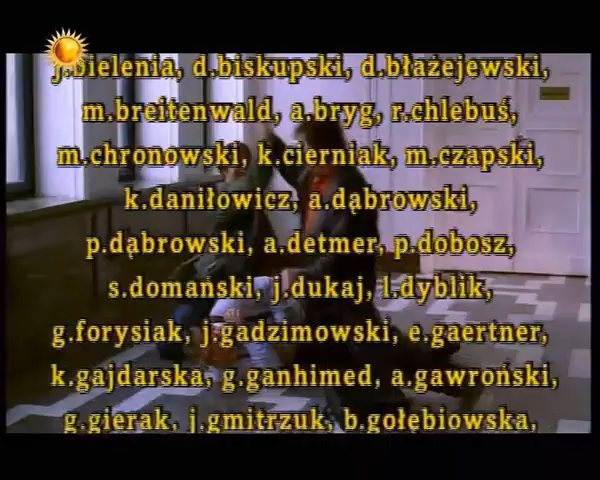 j.bielenia, d.biskupski, d.błażejewski,
m.breitenwald, a.bryg, r.chlebuś,
m.chronowski, k.cierniak, m.czapski,
k.daniłowicz, a.dąbrowski,
p.dąbrowski, a.detmer, p.dobosz,
s.domański, j.dukaj, l.dyblik,
g.forysiak, j.gadzimowski, e.gaertner,
k.gajdarska, g.ganhimed, a.gawroński,
g.gierak, j.gmitrzuk, b.gołębiowska,